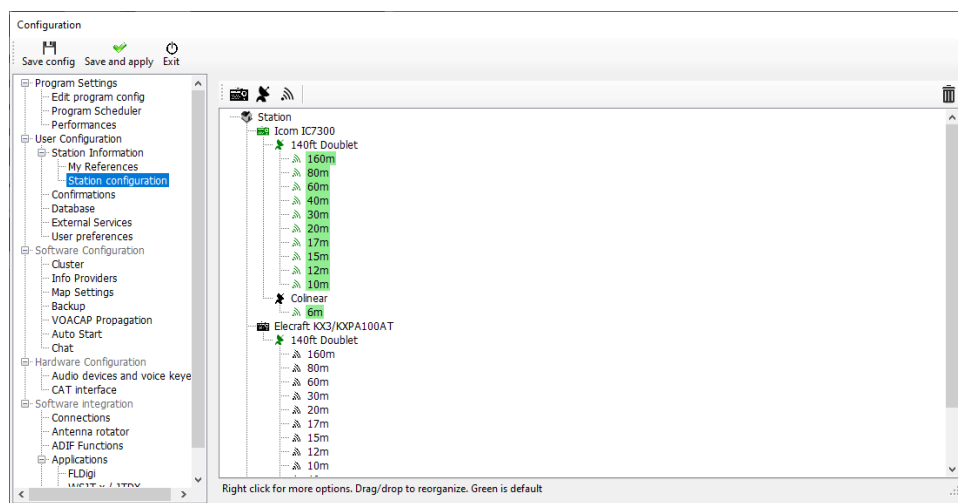 Configuration
Save config Save and apply Exit
Program Settings
Edit program config
Program Scheduler
Performances
User Configuration
Station Information
My References
Station configuration
Confirmations
Database
External Services
User preferences
Software Configuration
Cluster
Info Providers
Map Settings
Backup
VOACAP Propagation
Auto Start
Chat
Hardware Configuration
Audio devices and voice keye
CAT interface
Software integration
Connections
Antenna rotator
ADIF Functions
Applications
FLDigi
Station
Icom IC7300
140ft Doublet
160m
80m
60m
40m
30m
20m
17m
15m
12m
10m
Colinear
6m
Elecraft KX3/KXPA100AT
140ft Doublet
160m
80m
60m
30m
20m
17m
15m
12m
10m
Right click for more options. Drag/drop to reorganize. Green is default